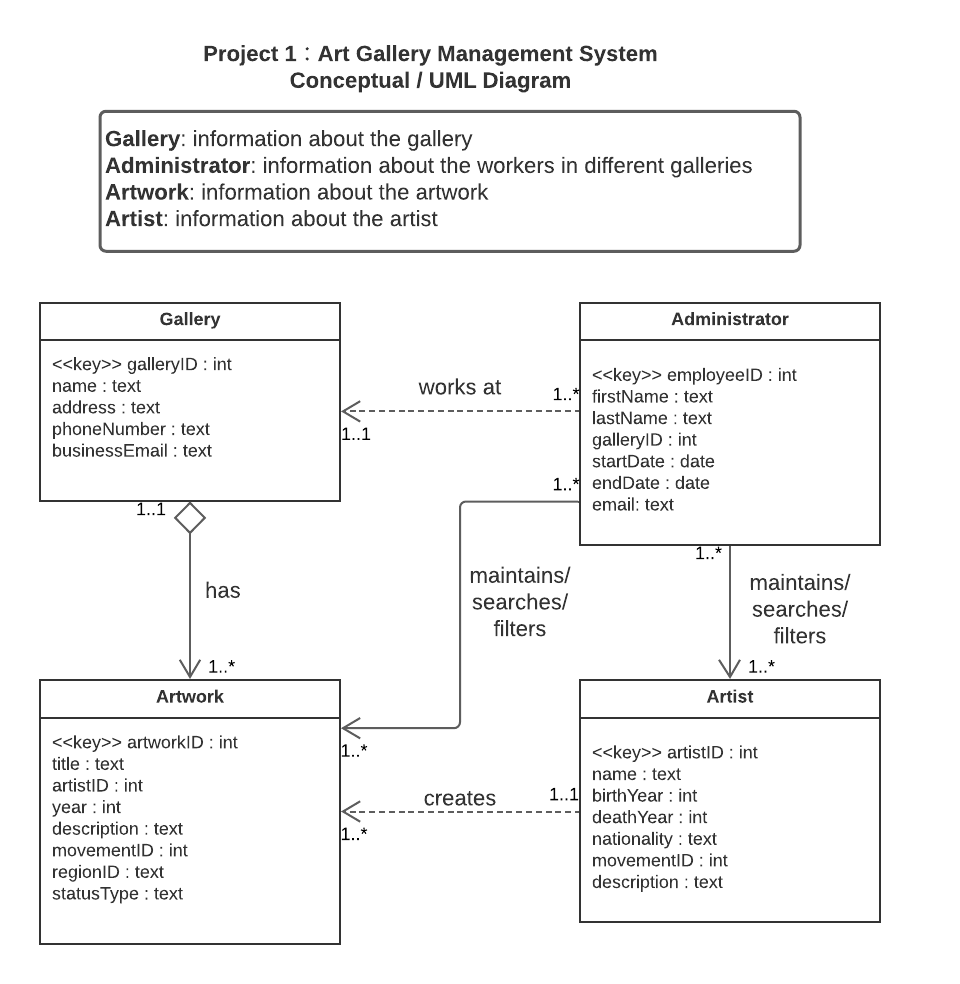 Project 1 : Art Gallery Management System
Conceptual / UML Diagram
Gallery: information about the gallery
Administrator: information about the workers in different galleries
Artwork: information about the artwork
Artist: information about the artist
Gallery
<<key>> galleryID : int
name : text
address : text
phoneNumber : text
businessEmail : text
Administrator
<<key>> employeeID : int
firstName : text
lastName : text
galleryID : int
startDate : date
endDate : date
email: text
works at
1..*
1..1
1..*
1..1
has
1..*
maintains/
searches/
filters
1..*
1..*
maintains/
searches/
filters
1..*
Artwork
<<key>> artworkID : int
title : text
artistID : int
year : int
description : text
movementID : int
regionID : text
statusType : text
creates
1..1
1..*
Artist
<<key>> artistID : int
name : text
birthYear : int
deathYear : int
nationality : text
movementID : int
description : text